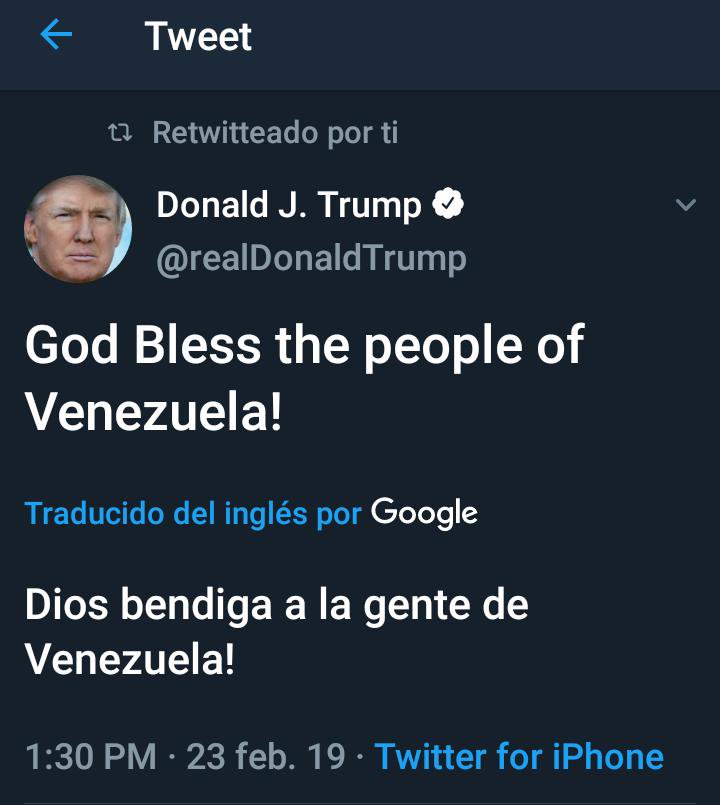 Tweet
Retwitteado por ti
Donald J. Trump
@realDonaldTrump
God Bless the people of
Venezuela!
Traducido del inglés por Google
Dios bendiga a la gente de
Venezuela!
1:30 PM · 23 feb. 19 · Twitter for iPhone